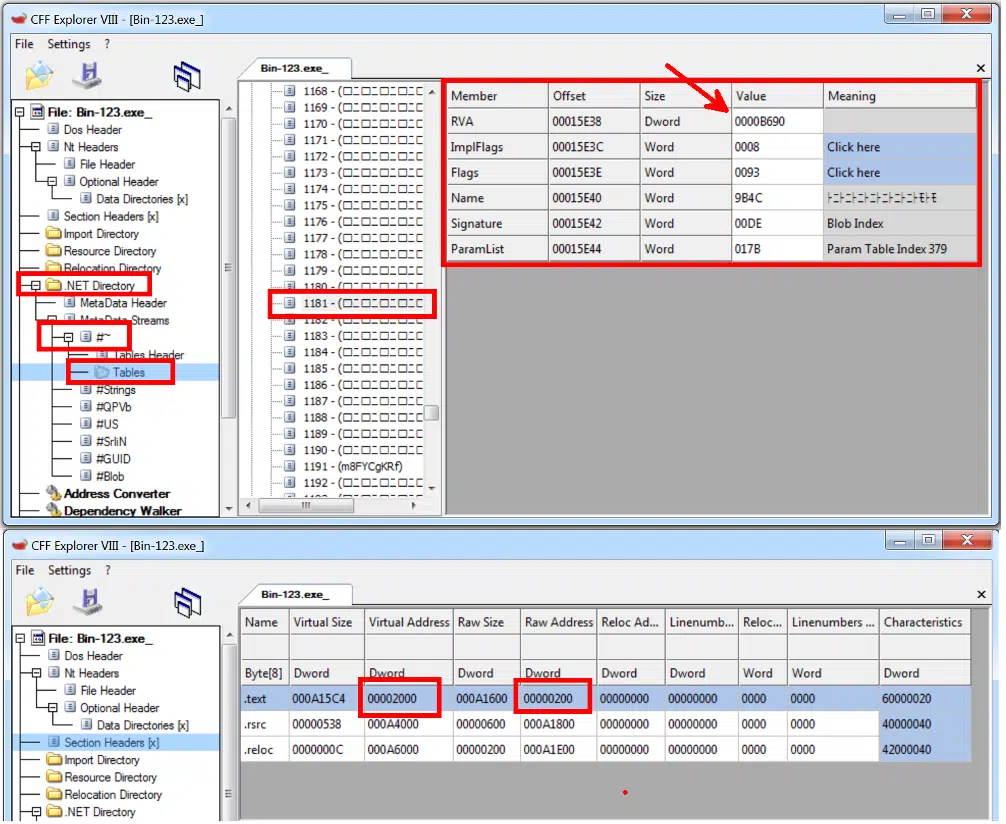 CFF Explorer VIII - [Bin-123.exe_]
File Settings ?
Bin-123.exe_
File: Bin-123.exe_
Dos Header
Nt Headers
File Header
Optional Header
Data Directories [x]
Section Headers [x]
Import Directory
Resource Directory
Relocation Directory
.NET Directory
MetaData Header
MetaData Streams
#~
Tables Header
Tables
#Strings
#QPVb
#US
#SrIiN
#GUID
#Blob
Address Converter
Dependency Walker
1168 - (
1169 - (
1170 - (
1171 - (
1172 - (
1173 - (
1174 - (
1175 - (
1176 - (
1177 - (
1178 - (
1179 - (
1180 - (
1181 - (
1182 - (
1183 - (
1184 - (
1185 - (
1186 - (
1187 - (
1188 - (
1189 - (
1190 - (
1191 - (m8FYCgKRf)
1192 - (
Member Offset Size Value Meaning
RVA 00015E38 Dword 0000B690
ImplFlags 00015E3C Word 0008 Click here
Flags 00015E3E Word 0093 Click here
Name 00015E40 Word 9B4C
Signature 00015E42 Word 00DE Blob Index
ParamList 00015E44 Word 017B Param Table Index 379
CFF Explorer VIII - [Bin-123.exe_]
File Settings ?
Bin-123.exe_
File: Bin-123.exe_
Dos Header
Nt Headers
File Header
Optional Header
Data Directories [x]
Section Headers [x]
Import Directory
Resource Directory
Relocation Directory
.NET Directory
Name Virtual Size Virtual Address Raw Size Raw Address Reloc Ad... Linenumb... Reloc... Linenumbers ... Characteristics
Byte[8] Dword Dword Dword Dword Dword Dword Word Word Dword
.text 000A15C4 00002000 000A1600 00000200 00000000 00000000 0000 0000 60000020
.rsrc 00000538 000A4000 00000600 000A1800 00000000 00000000 0000 0000 40000040
.reloc 0000000C 000A6000 00000200 000A1E00 00000000 00000000 0000 0000 42000040